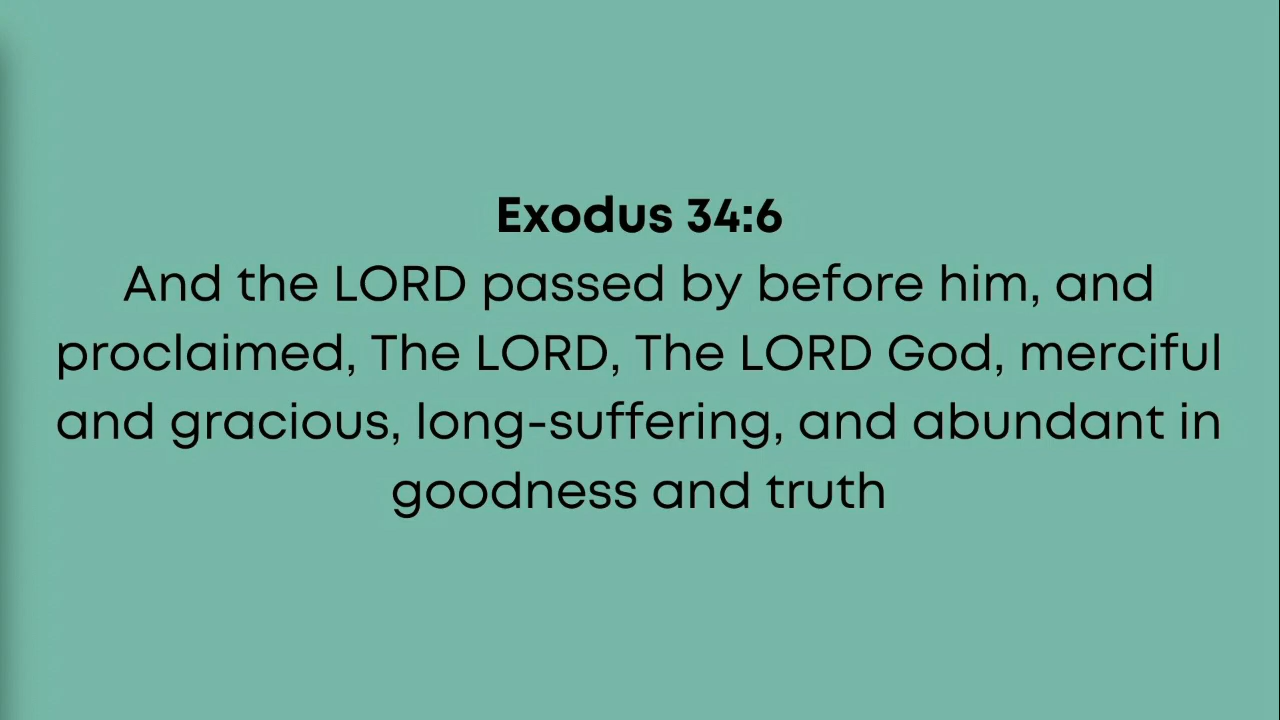 Exodus 34:6
And the LORD passed by before him, and
proclaimed, The LORD, The LORD God, merciful
and gracious, long-suffering, and abundant in
goodness and truth